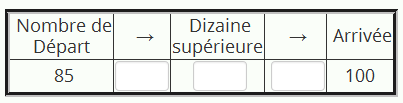 Nombre de Départ → Dizaine supérieure → Arrivée
85 100